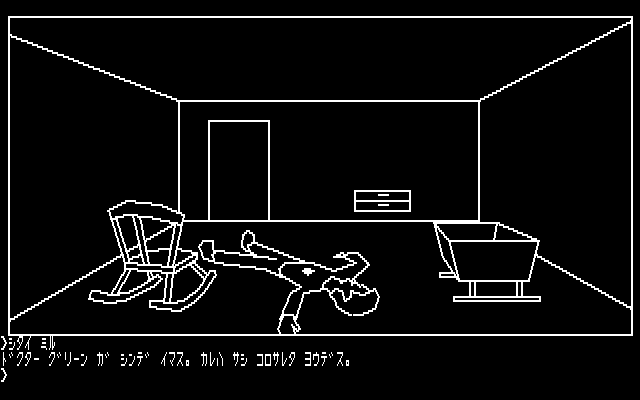 >シタイ ミル
ドクター グリーン ガ シンデ イマス。 カレハ サシ コロサレタ ヨウデス。
>